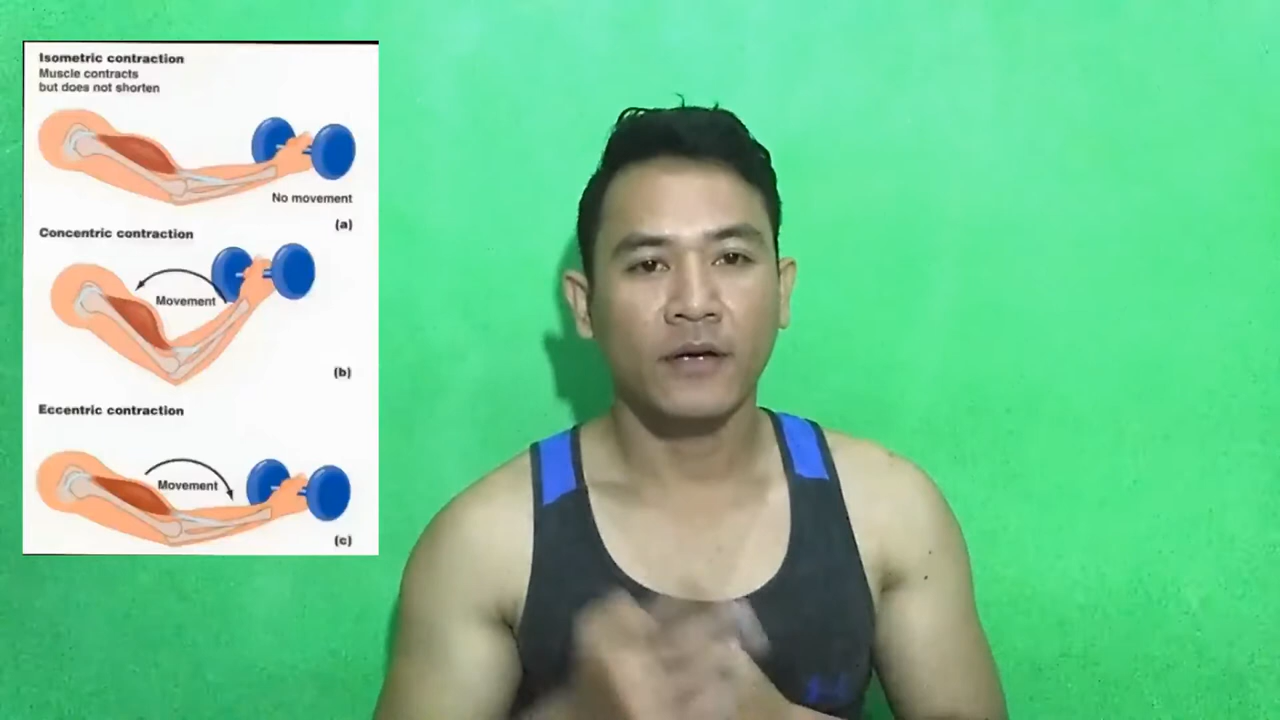 Isometric contraction
Muscle contracts
but does not shorten
No movement
(a)
Concentric contraction
Movement
(b)
Eccentric contraction
Movement
(c)